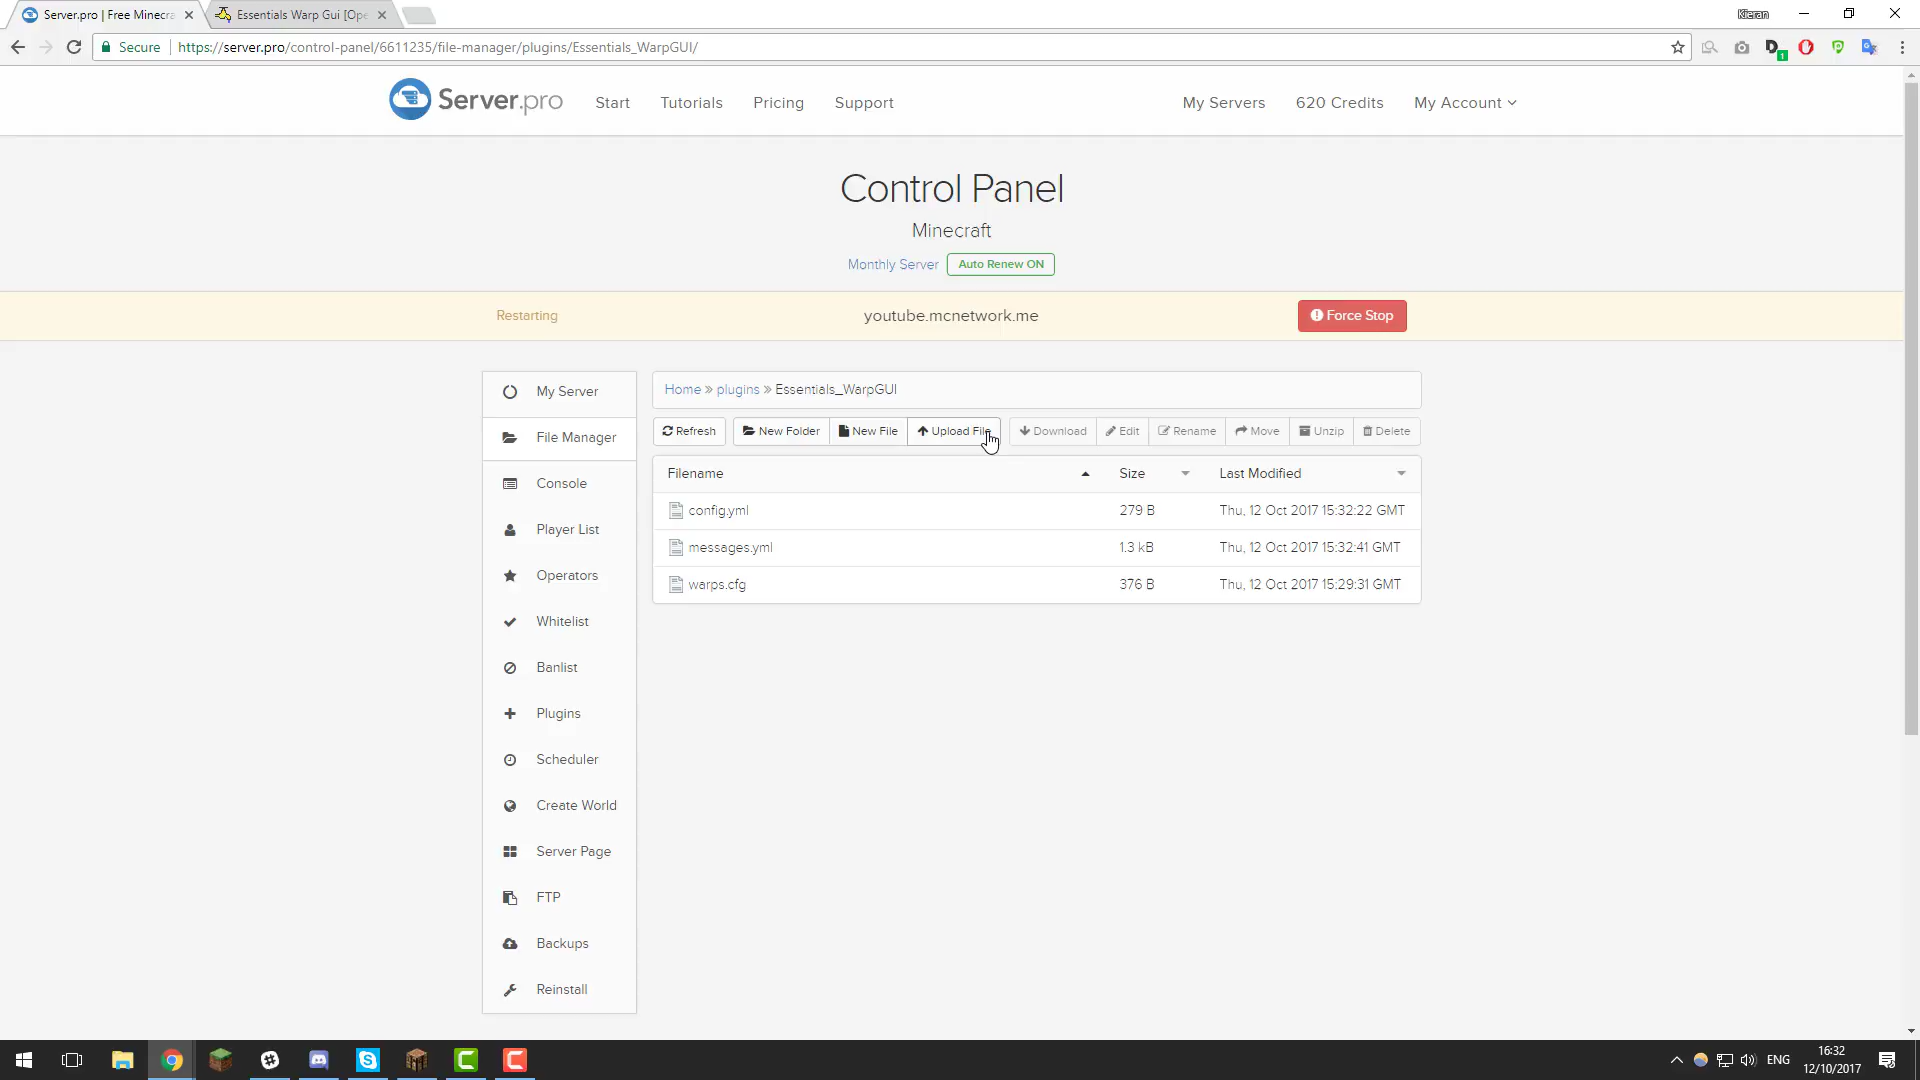 Server.pro | Free Minecra
Essentials Warp Gui [Ope
Kieran
Secure
https://server.pro/control-panel/6611235/file-manager/plugins/Essentials_WarpGUI/
1
Server.pro
Start
Tutorials
Pricing
Support
My Servers
620 Credits
My Account
Control Panel
Minecraft
Monthly Server
Auto Renew ON
Restarting
youtube.mcnetwork.me
Force Stop
My Server
File Manager
Console
Player List
Operators
Whitelist
Banlist
Plugins
Scheduler
Create World
Server Page
FTP
Backups
Reinstall
Home » plugins » Essentials_WarpGUI
Refresh
New Folder
New File
Upload File
Download
Edit
Rename
Move
Unzip
Delete
Filename Size Last Modified
config.yml 279 B Thu, 12 Oct 2017 15:32:22 GMT
messages.yml 1.3 kB Thu, 12 Oct 2017 15:32:41 GMT
warps.cfg 376 B Thu, 12 Oct 2017 15:29:31 GMT
ENG
16:32
12/10/2017